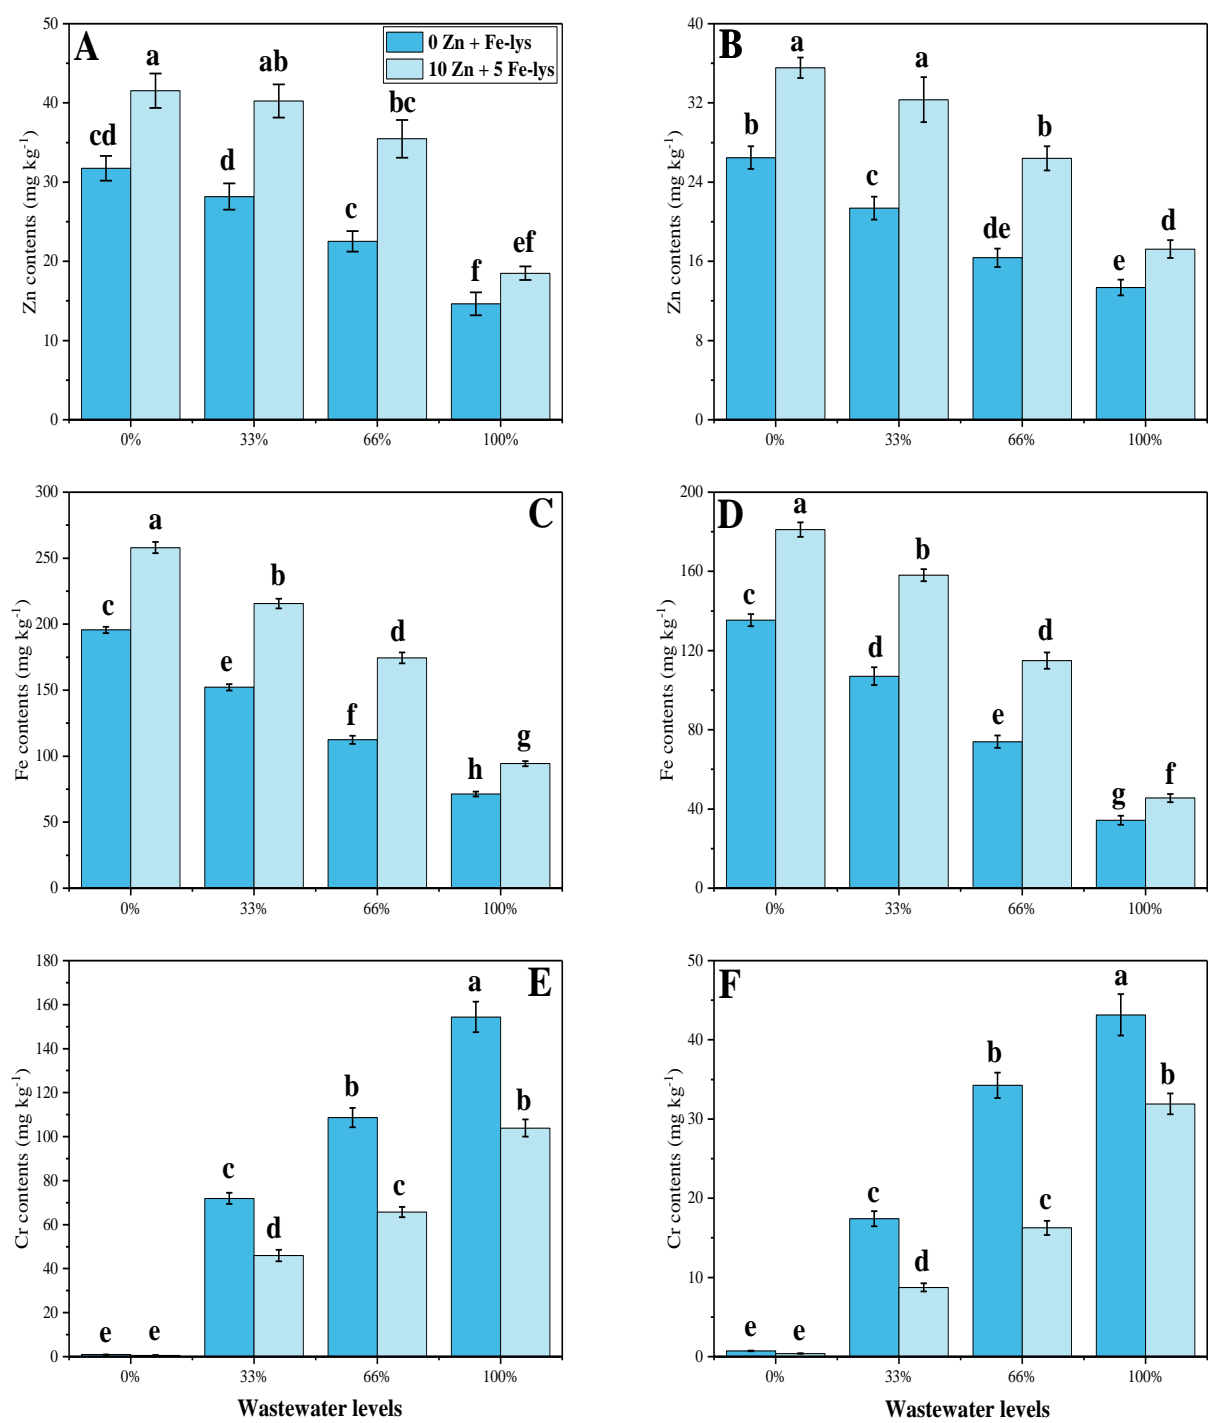 A
0 Zn + Fe-lys
10 Zn + 5 Fe-lys
Zn contents (mg kg⁻¹)
50
40
30
20
10
0
cd
a
d
ab
c
bc
f
ef
0%
33%
66%
100%
B
Zn contents (mg kg⁻¹)
40
32
24
16
8
0
b
a
c
a
de
b
e
d
0%
33%
66%
100%
C
Fe contents (mg kg⁻¹)
300
250
200
150
100
50
0
c
a
e
b
f
d
h
g
0%
33%
66%
100%
D
Fe contents (mg kg⁻¹)
200
160
120
80
40
0
c
a
d
b
e
d
g
f
0%
33%
66%
100%
E
Cr contents (mg kg⁻¹)
180
160
140
120
100
80
60
40
20
0
e
e
c
d
b
c
a
b
0%
33%
66%
100%
Wastewater levels
F
Cr contents (mg kg⁻¹)
50
40
30
20
10
0
e
e
c
d
b
c
a
b
0%
33%
66%
100%
Wastewater levels